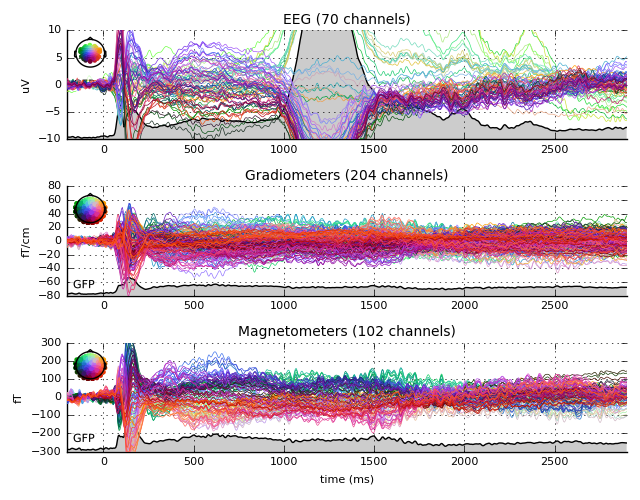 EEG (70 channels)
10
5
0
−5
−10
uV
0 500 1000 1500 2000 2500
Gradiometers (204 channels)
80
60
40
20
0
−20
−40
−60
−80
fT/cm
GFP
0 500 1000 1500 2000 2500
Magnetometers (102 channels)
300
200
100
0
−100
−200
−300
fT
GFP
0 500 1000 1500 2000 2500
time (ms)